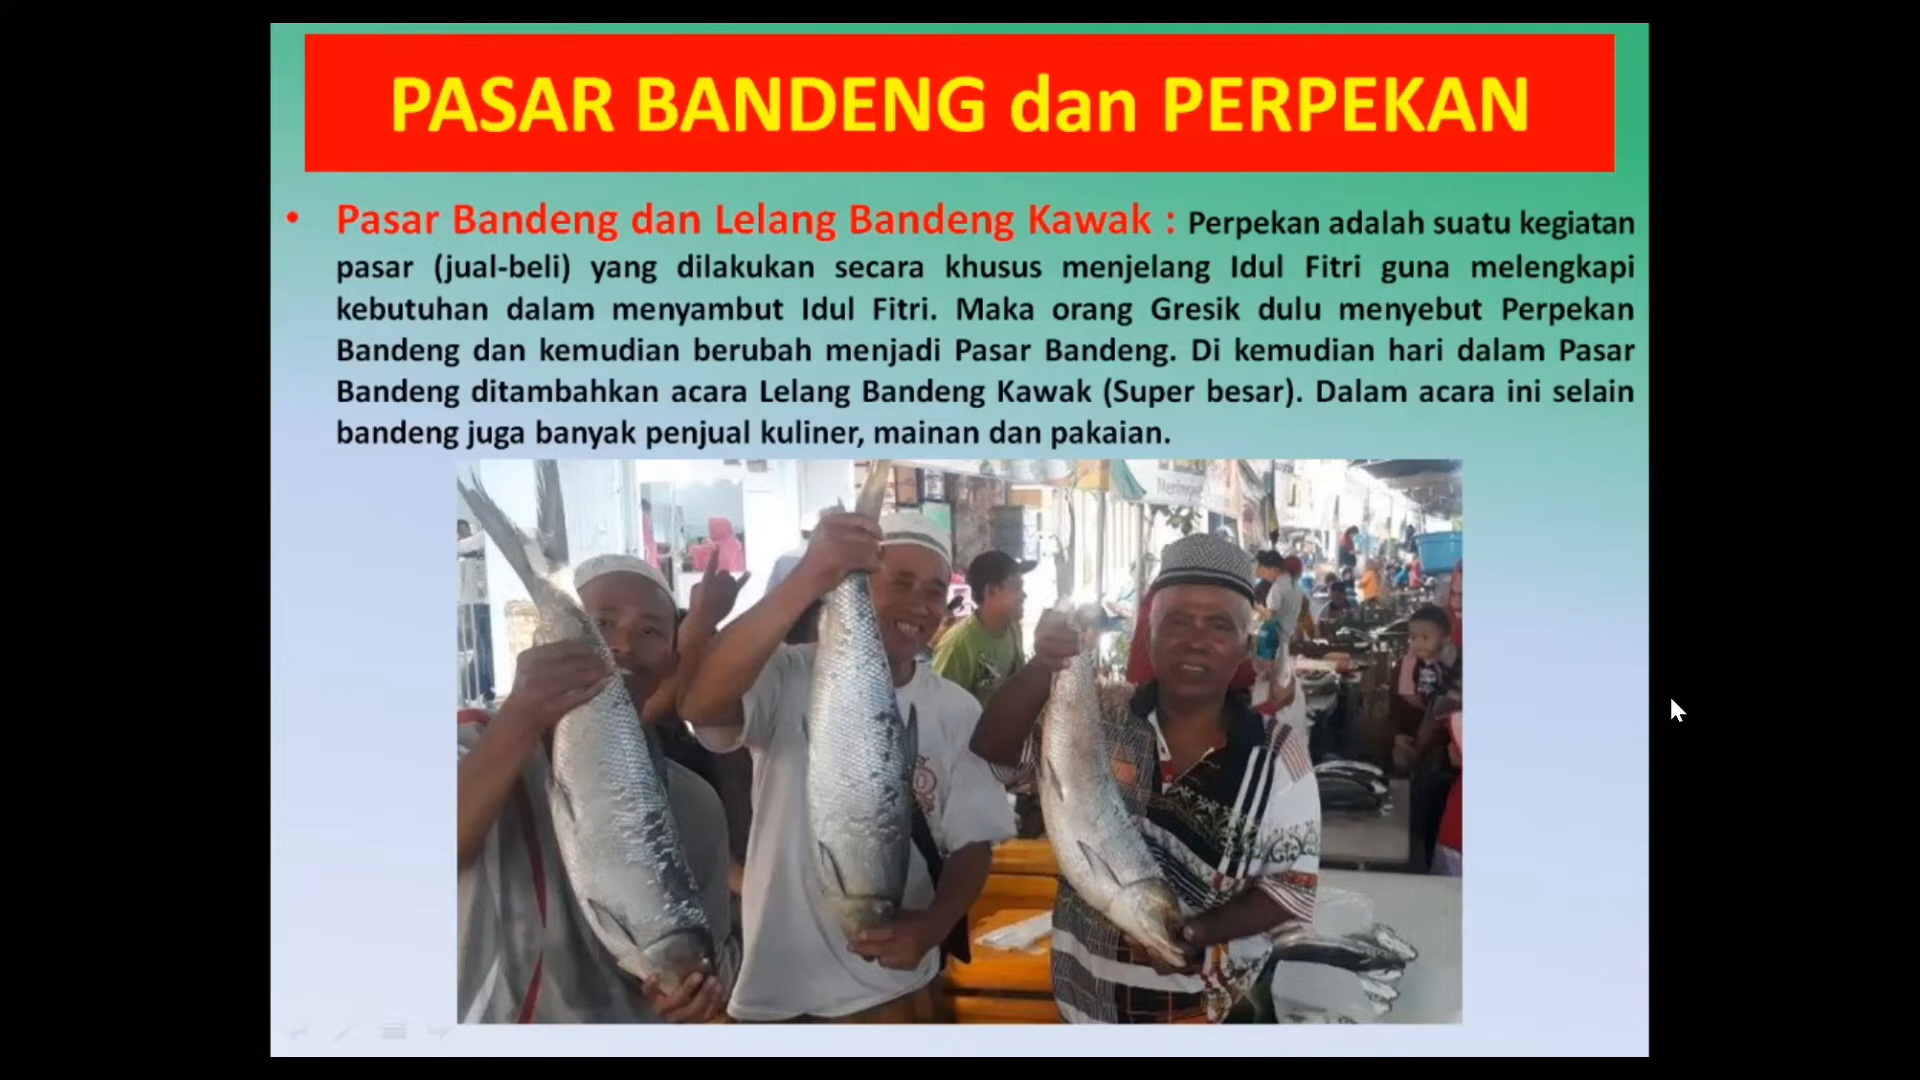 PASAR BANDENG dan PERPEKAN
• Pasar Bandeng dan Lelang Bandeng Kawak : Perpekan adalah suatu kegiatan
pasar (jual-beli) yang dilakukan secara khusus menjelang Idul Fitri guna melengkapi
kebutuhan dalam menyambut Idul Fitri. Maka orang Gresik dulu menyebut Perpekan
Bandeng dan kemudian berubah menjadi Pasar Bandeng. Di kemudian hari dalam Pasar
Bandeng ditambahkan acara Lelang Bandeng Kawak (Super besar). Dalam acara ini selain
bandeng juga banyak penjual kuliner, mainan dan pakaian.